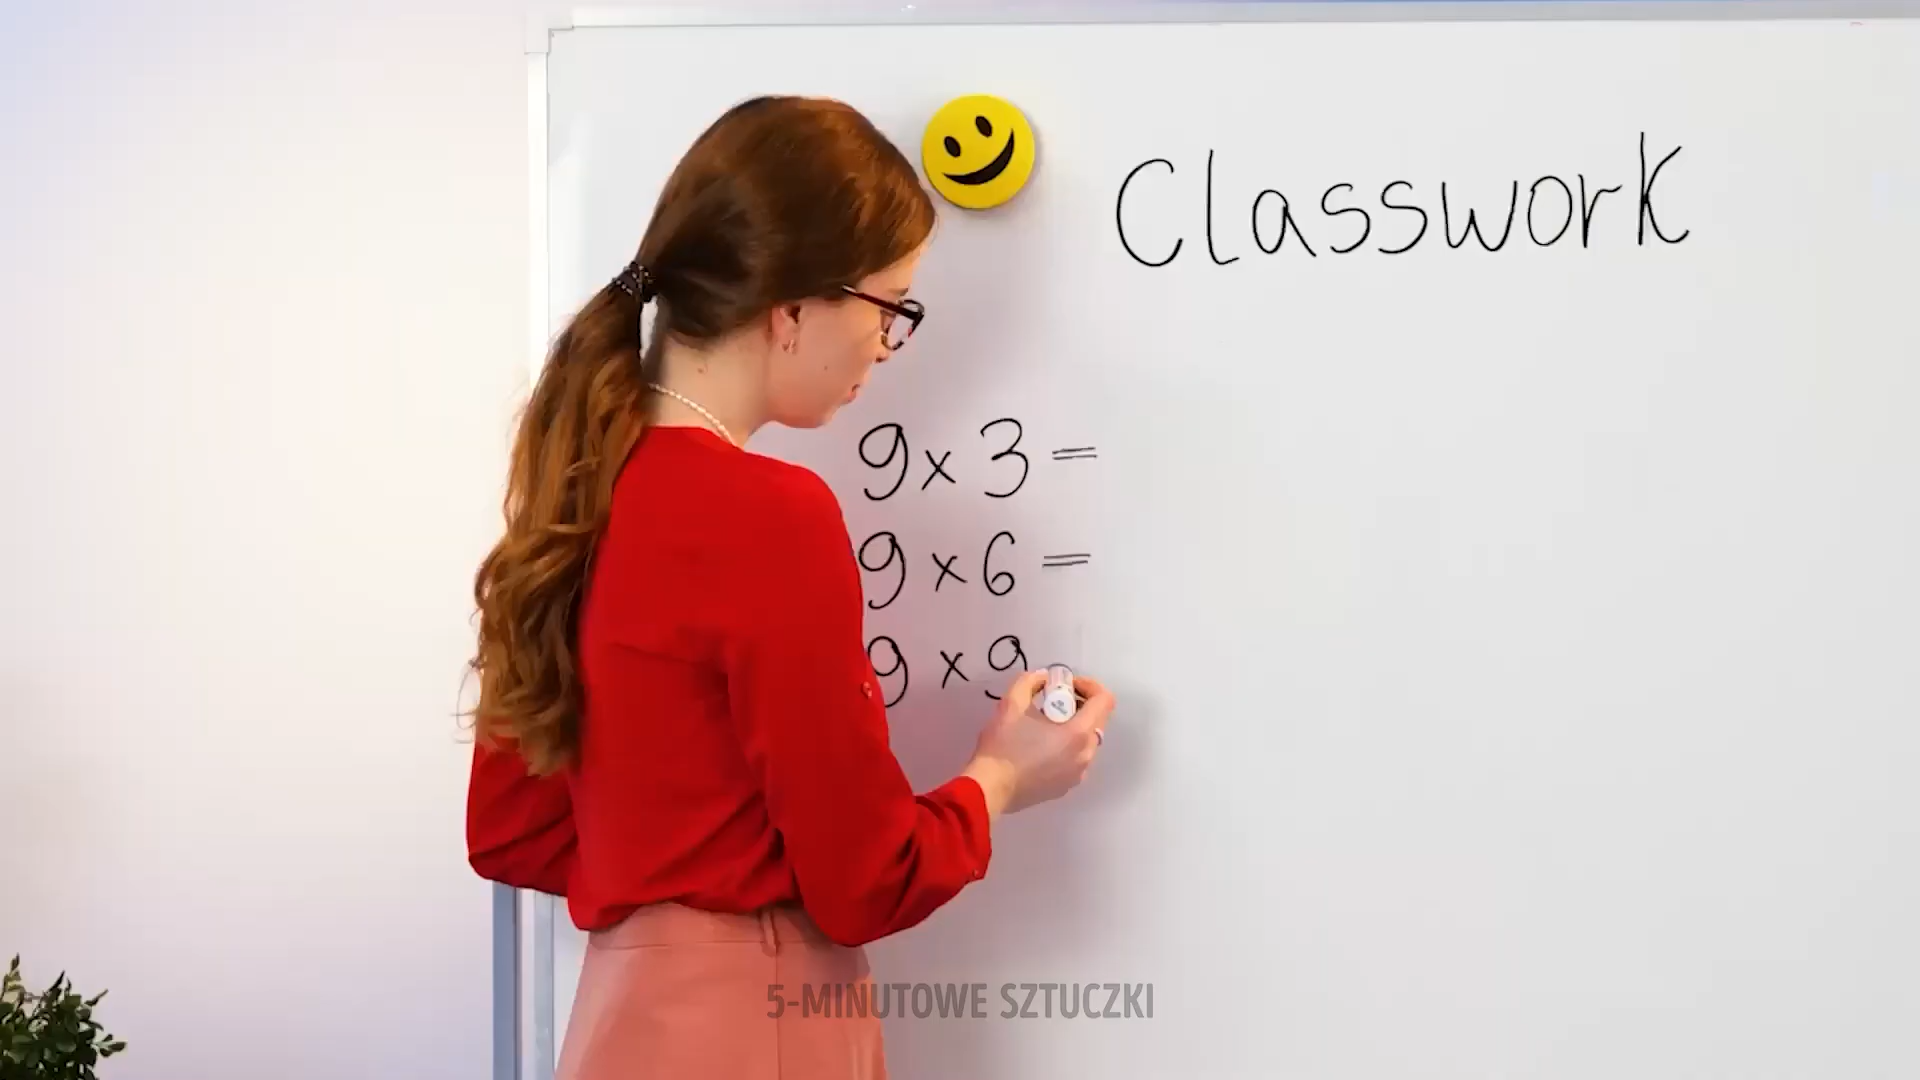 Classwork
9 x 3 =
9 x 6 =
9 x 9
5-MINUTOWE SZTUCZKI